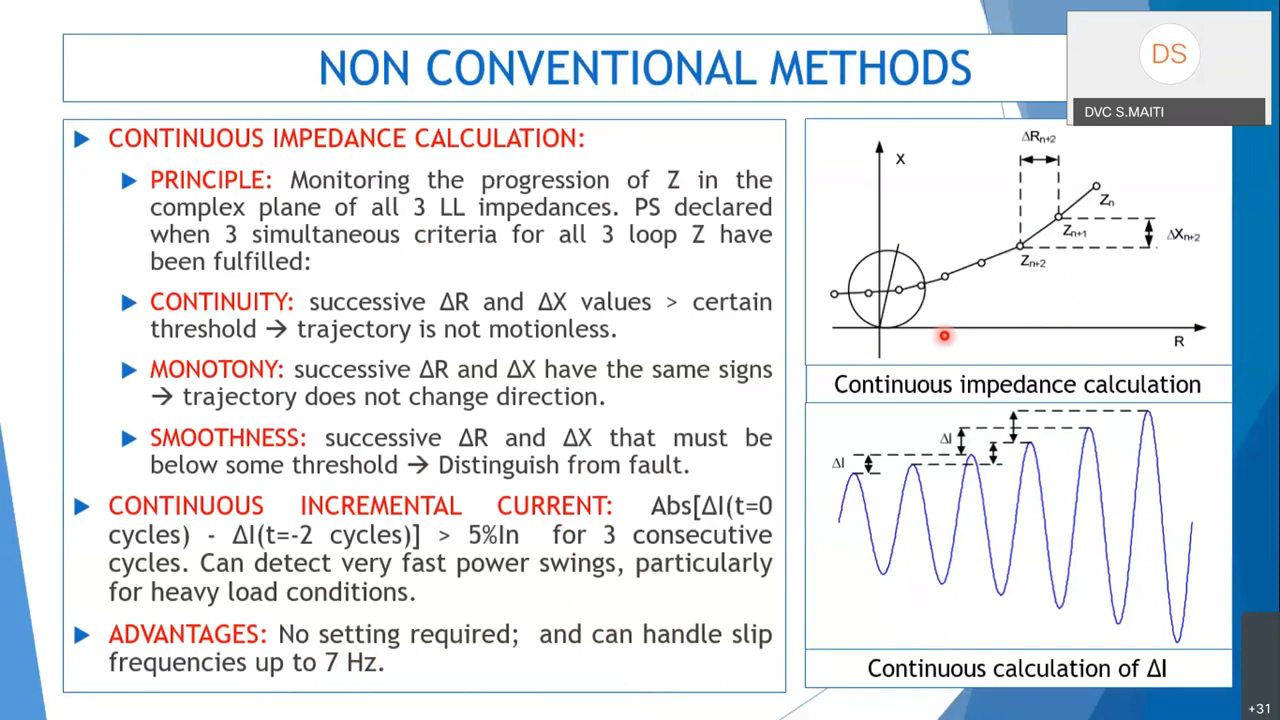 NON CONVENTIONAL METHODS
DS
DVC S.MAITI
CONTINUOUS IMPEDANCE CALCULATION:
PRINCIPLE: Monitoring the progression of Z in the
complex plane of all 3 LL impedances. PS declared
when 3 simultaneous criteria for all 3 loop Z have
been fulfilled:
CONTINUITY: successive ΔR and ΔX values > certain
threshold → trajectory is not motionless.
MONOTONY: successive ΔR and ΔX have the same signs
→ trajectory does not change direction.
SMOOTHNESS: successive ΔR and ΔX that must be
below some threshold → Distinguish from fault.
CONTINUOUS INCREMENTAL CURRENT: Abs[ΔI(t=0
cycles) - ΔI(t=-2 cycles)] > 5%In for 3 consecutive
cycles. Can detect very fast power swings, particularly
for heavy load conditions.
ADVANTAGES: No setting required; and can handle slip
frequencies up to 7 Hz.
ΔRn+2
X
Zn
Zn+1
ΔXn+2
Zn+2
R
Continuous impedance calculation
ΔI
ΔI
Continuous calculation of ΔI
+31